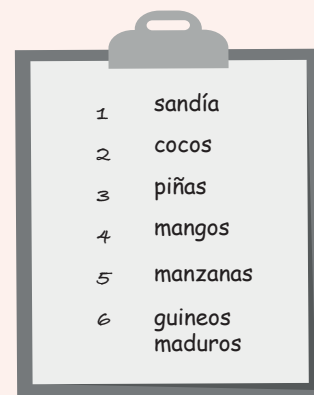 1 sandía
2 cocos
3 piñas
4 mangos
5 manzanas
6 guineos
maduros